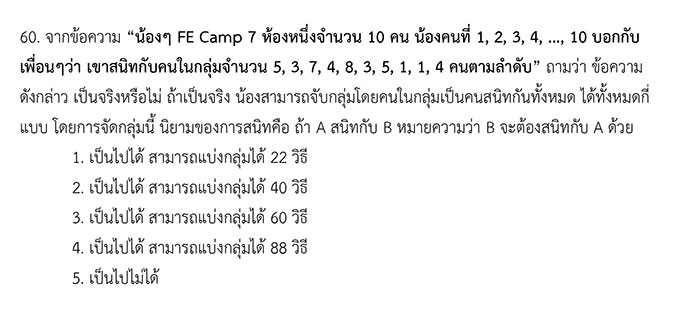 60. จากข้อความ “น้องๆ FE Camp 7 ห้องหนึ่งจำนวน 10 คน น้องคนที่ 1, 2, 3, 4, ..., 10 บอกกับ
เพื่อนๆว่า เขาสนิทกับคนในกลุ่มจำนวน 5, 3, 7, 4, 8, 3, 5, 1, 1, 4 คนตามลำดับ” ถามว่า ข้อความ
ดังกล่าว เป็นจริงหรือไม่ ถ้าเป็นจริง น้องสามารถจับกลุ่มโดยคนในกลุ่มเป็นคนสนิทกันทั้งหมด ได้ทั้งหมดกี่
แบบ โดยการจัดกลุ่มนี้ นิยามของการสนิทคือ ถ้า A สนิทกับ B หมายความว่า B จะต้องสนิทกับ A ด้วย
1. เป็นไปได้ สามารถแบ่งกลุ่มได้ 22 วิธี
2. เป็นไปได้ สามารถแบ่งกลุ่มได้ 40 วิธี
3. เป็นไปได้ สามารถแบ่งกลุ่มได้ 60 วิธี
4. เป็นไปได้ สามารถแบ่งกลุ่มได้ 88 วิธี
5. เป็นไปไม่ได้